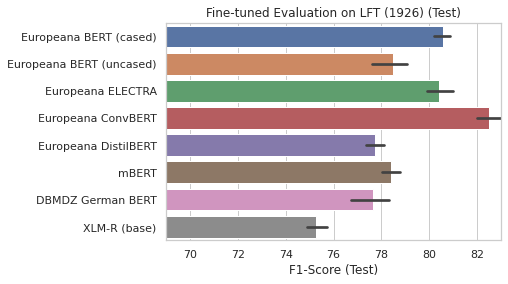 Fine-tuned Evaluation on LFT (1926) (Test)
Europeana BERT (cased)
Europeana BERT (uncased)
Europeana ELECTRA
Europeana ConvBERT
Europeana DistilBERT
mBERT
DBMDZ German BERT
XLM-R (base)
70 72 74 76 78 80 82
F1-Score (Test)